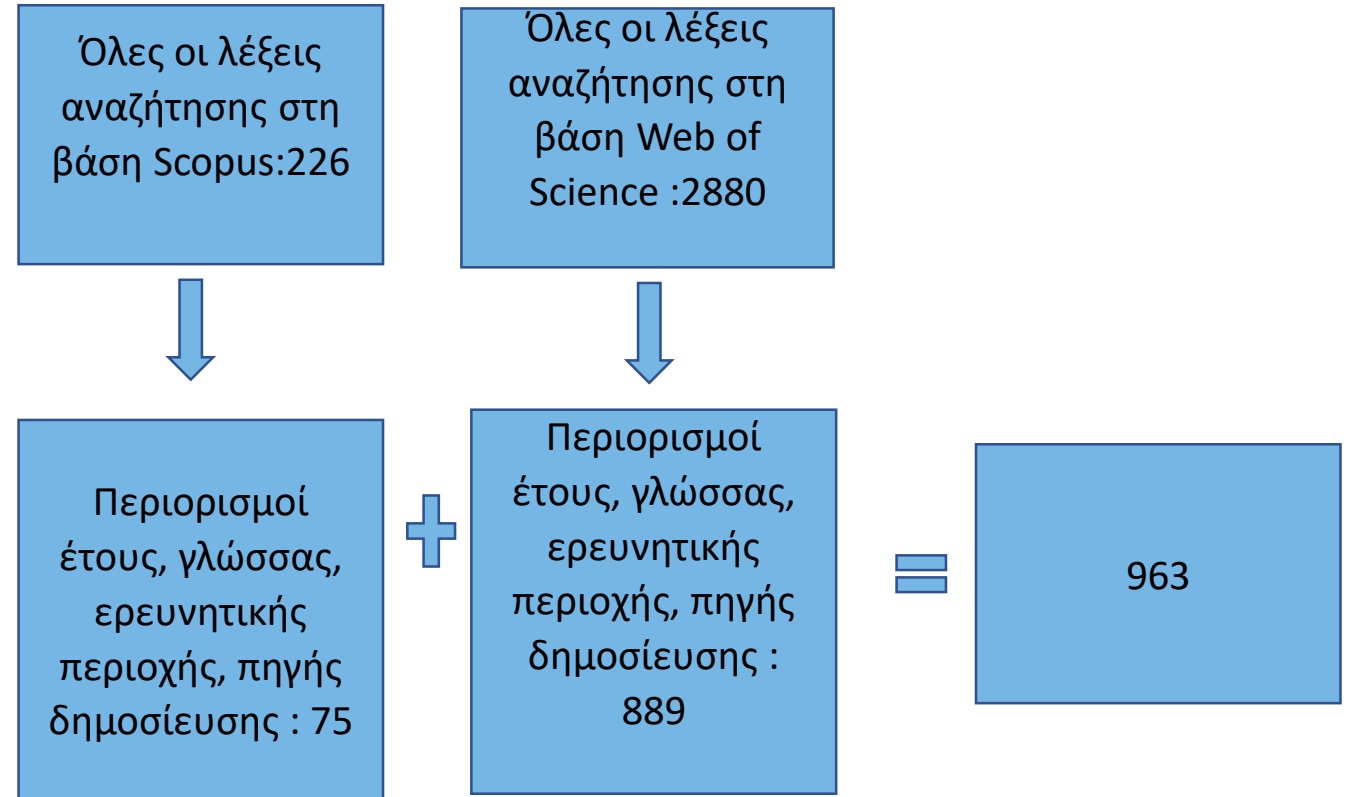 Όλες οι λέξεις
αναζήτησης στη
βάση Scopus:226
Όλες οι λέξεις
αναζήτησης στη
βάση Web of
Science :2880
Περιορισμοί
έτους, γλώσσας,
ερευνητικής
περιοχής, πηγής
δημοσίευσης : 75
Περιορισμοί
έτους, γλώσσας,
ερευνητικής
περιοχής, πηγής
δημοσίευσης :
889
963